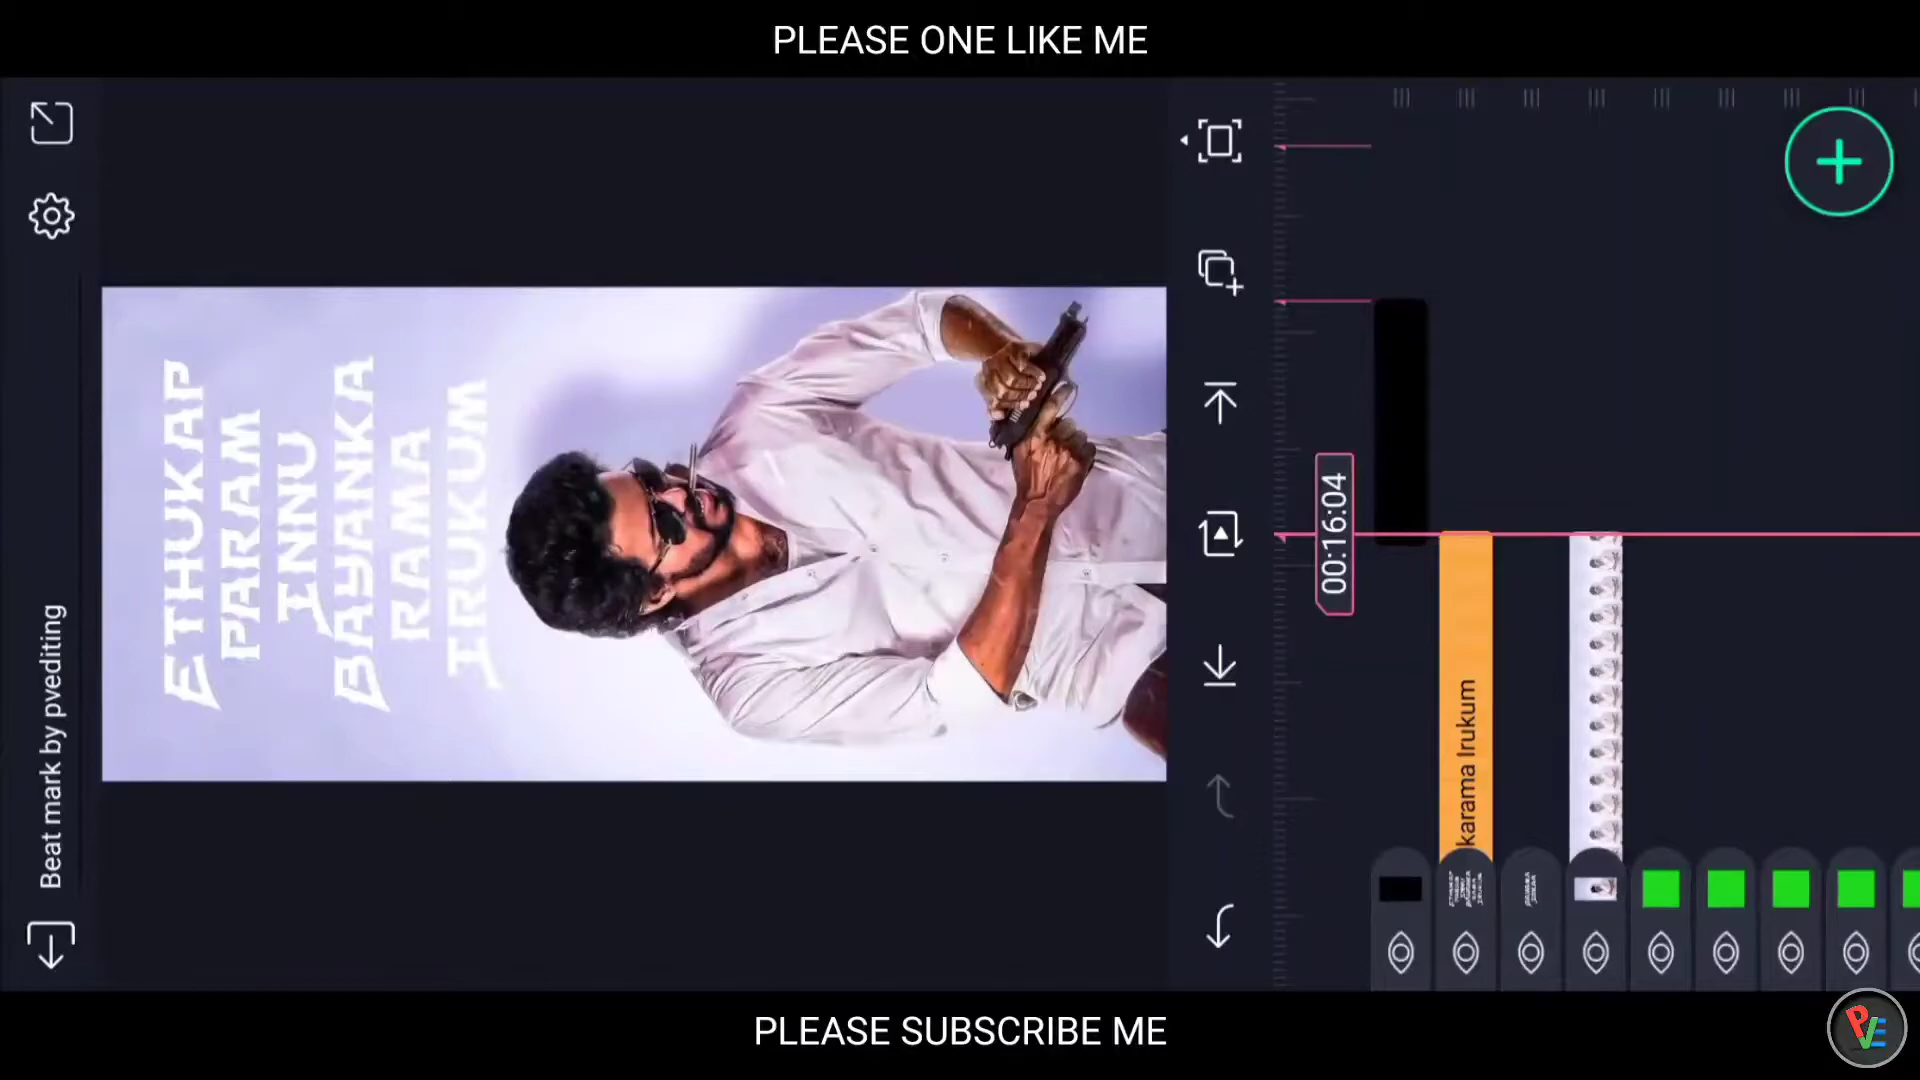 PLEASE ONE LIKE ME
Beat mark by pvediting
ETHUKAP
PARAM
INNU
BAYANKA
RAMA
IRUKUM
00:16:04
karama Irukum
PLEASE SUBSCRIBE ME
PVE